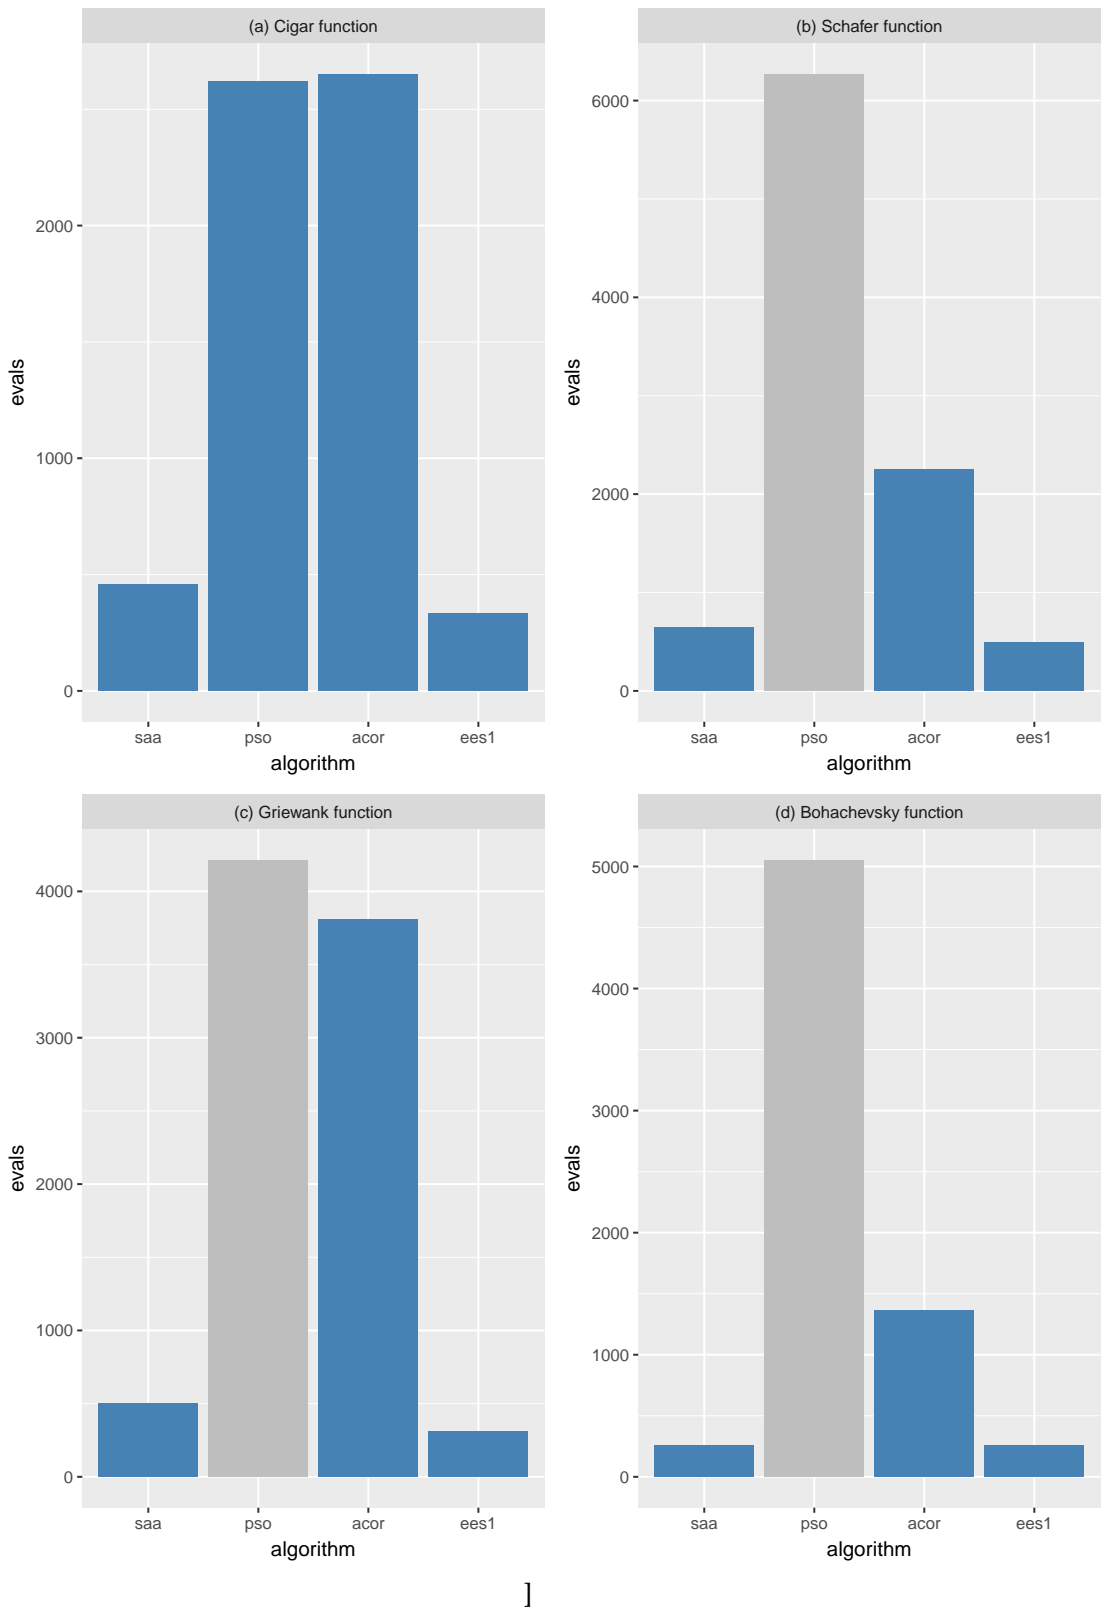 (a) Cigar function
evals
2000
1000
0
saa pso acor ees1
algorithm
(b) Schafer function
evals
6000
4000
2000
0
saa pso acor ees1
algorithm
(c) Griewank function
evals
4000
3000
2000
1000
0
saa pso acor ees1
algorithm
(d) Bohachevsky function
evals
5000
4000
3000
2000
1000
0
saa pso acor ees1
algorithm
]